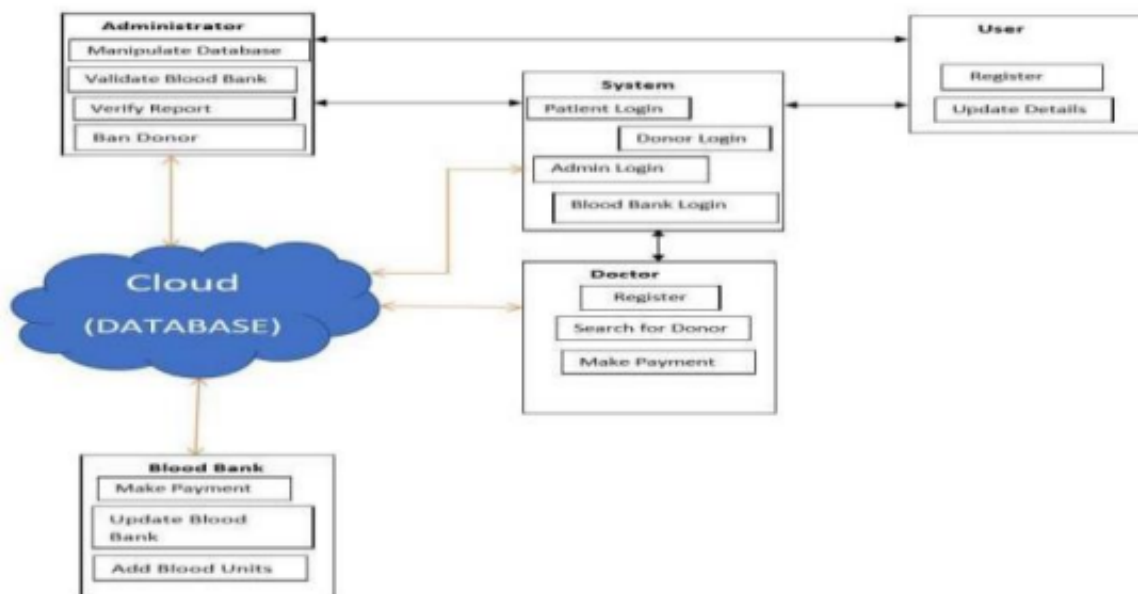 Administrator
Manipulate Database
Validate Blood Bank
Verify Report
Ban Donor
User
Register
Update Details
System
Patient Login
Donor Login
Admin Login
Blood Bank Login
Cloud
(DATABASE)
Doctor
Register
Search for Donor
Make Payment
Blood Bank
Make Payment
Update Blood
Bank
Add Blood Units